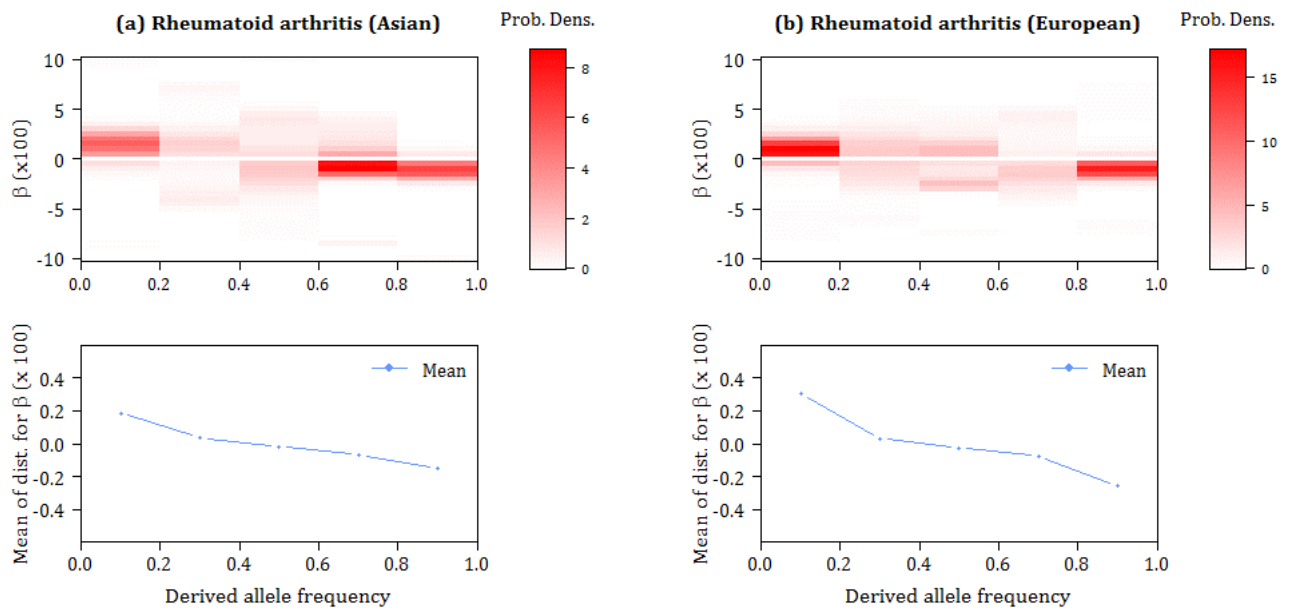 (a) Rheumatoid arthritis (Asian)
Prob. Dens.
β (x100)
10
5
0
-5
-10
0.0 0.2 0.4 0.6 0.8 1.0
8
6
4
2
0
(b) Rheumatoid arthritis (European)
Prob. Dens.
β (x100)
10
5
0
-5
-10
0.0 0.2 0.4 0.6 0.8 1.0
15
10
5
0
Mean of dist. for β (x 100)
0.4
0.2
0.0
-0.2
-0.4
Mean
0.0 0.2 0.4 0.6 0.8 1.0
Derived allele frequency
Mean of dist. for β (x 100)
0.4
0.2
0.0
-0.2
-0.4
Mean
0.0 0.2 0.4 0.6 0.8 1.0
Derived allele frequency